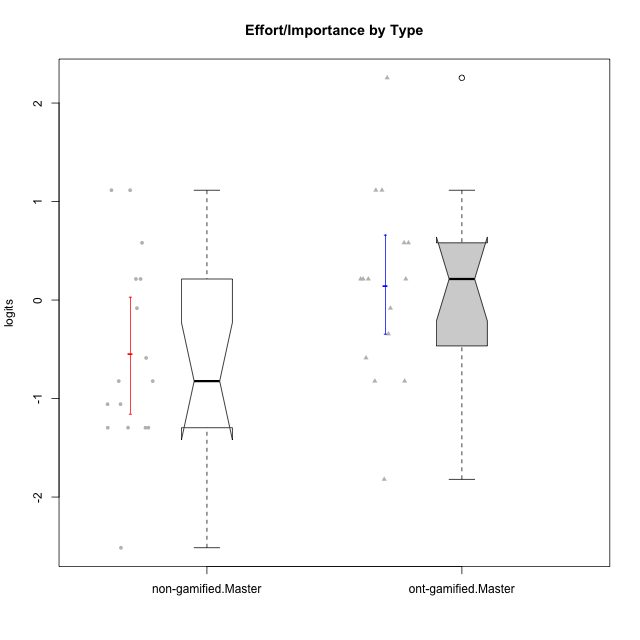 Effort/Importance by Type
logits
2
1
0
-1
-2
non-gamified.Master
ont-gamified.Master